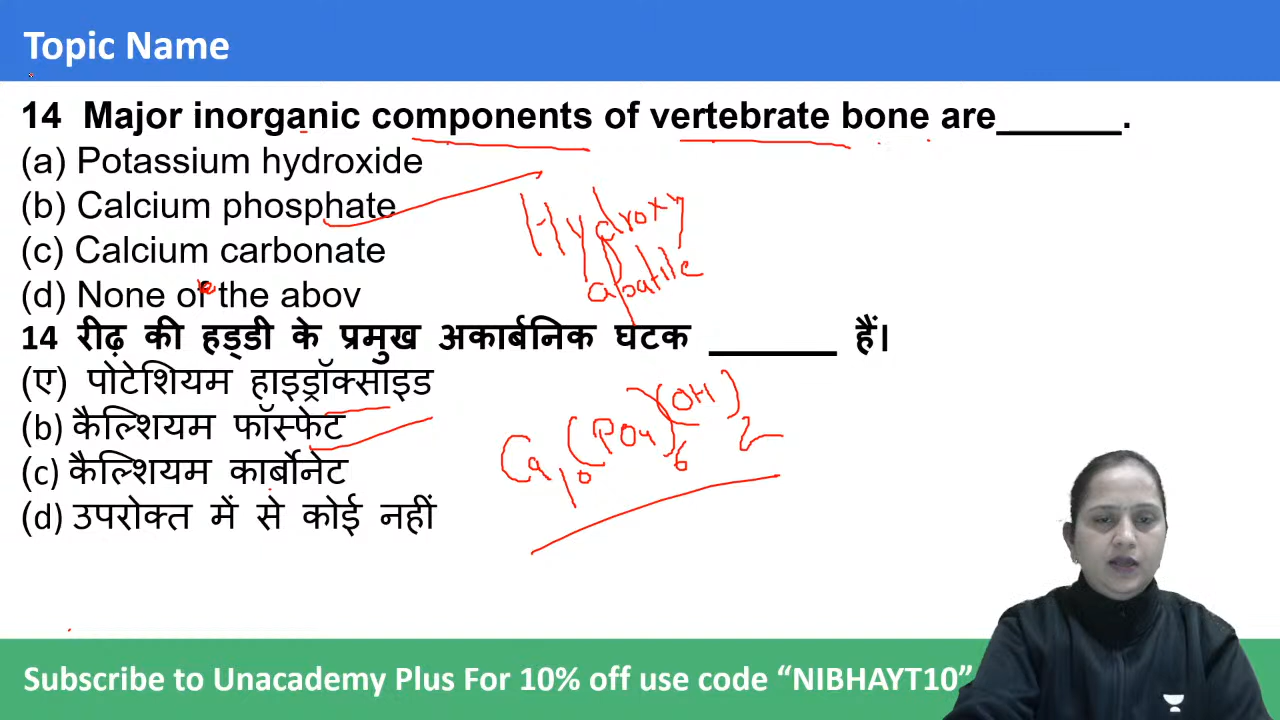 Topic Name
14 Major inorganic components of vertebrate bone are______.
(a) Potassium hydroxide
(b) Calcium phosphate
(c) Calcium carbonate
(d) None of the abov
Hydroxy
apatite
14 रीढ़ की हड्डी के प्रमुख अकार्बनिक घटक ______ हैं।
(ए) पोटेशियम हाइड्रॉक्साइड
(b) कैल्शियम फॉस्फेट
(c) कैल्शियम कार्बोनेट
(d) उपरोक्त में से कोई नहीं
Ca10(PO4)6(OH)2
Subscribe to Unacademy Plus For 10% off use code “NIBHAYT10”